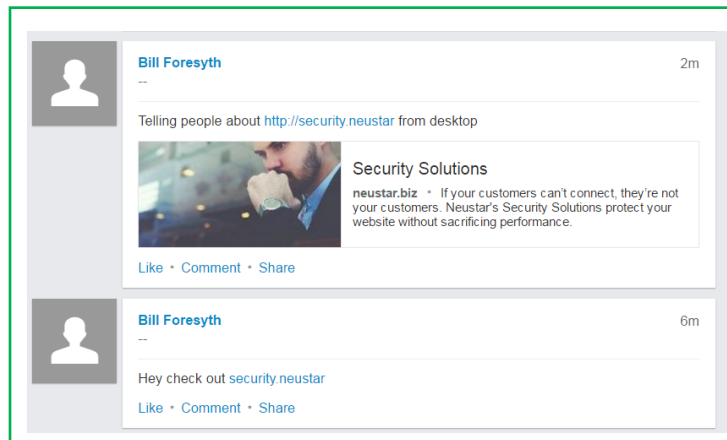 Bill Foresyth 2m
--
Telling people about http://security.neustar from desktop
Security Solutions
neustar.biz • If your customers can't connect, they're not
your customers. Neustar's Security Solutions protect your
website without sacrificing performance.
Like • Comment • Share
Bill Foresyth 6m
--
Hey check out security.neustar
Like • Comment • Share